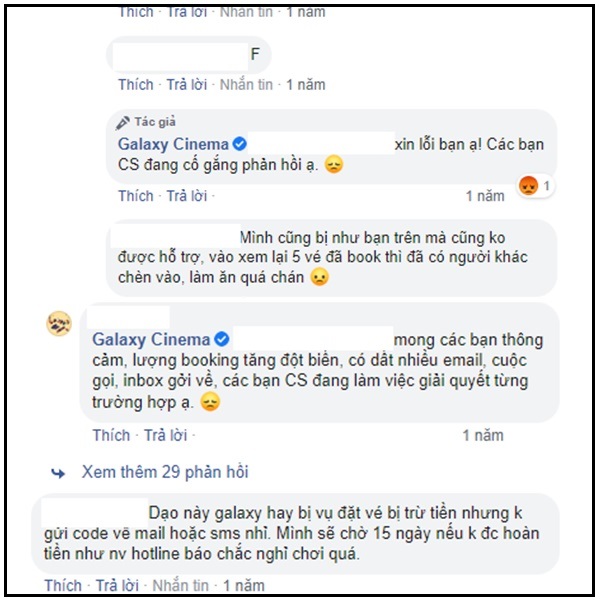 Thích · Trả lời · Nhắn tin · 1 năm
F
Thích · Trả lời · Nhắn tin · 1 năm
Tác giả
Galaxy Cinema xin lỗi bạn ạ! Các bạn
CS đang cố gắng phản hồi ạ. 😞
Thích · Trả lời · 1 năm 😡 1
Mình cũng bị như bạn trên mà cũng ko
được hỗ trợ, vào xem lại 5 vé đã book thì đã có người khác
chèn vào, làm ăn quá chán 😟
Galaxy Cinema mong các bạn thông
cảm, lượng booking tăng đột biến, có dất nhiều email, cuộc
gọi, inbox gởi về, các bạn CS đang làm việc giải quyết từng
trường hợp ạ. 😞
Thích · Trả lời · 1 năm
Xem thêm 29 phản hồi
Dạo này galaxy hay bị vụ đặt vé bị trừ tiền nhưng k
gửi code về mail hoặc sms nhỉ. Mình sẽ chờ 15 ngày nếu k đc hoàn
tiền như nv hotline báo chắc nghỉ chơi quá.
Thích · Trả lời · Nhắn tin · 1 năm